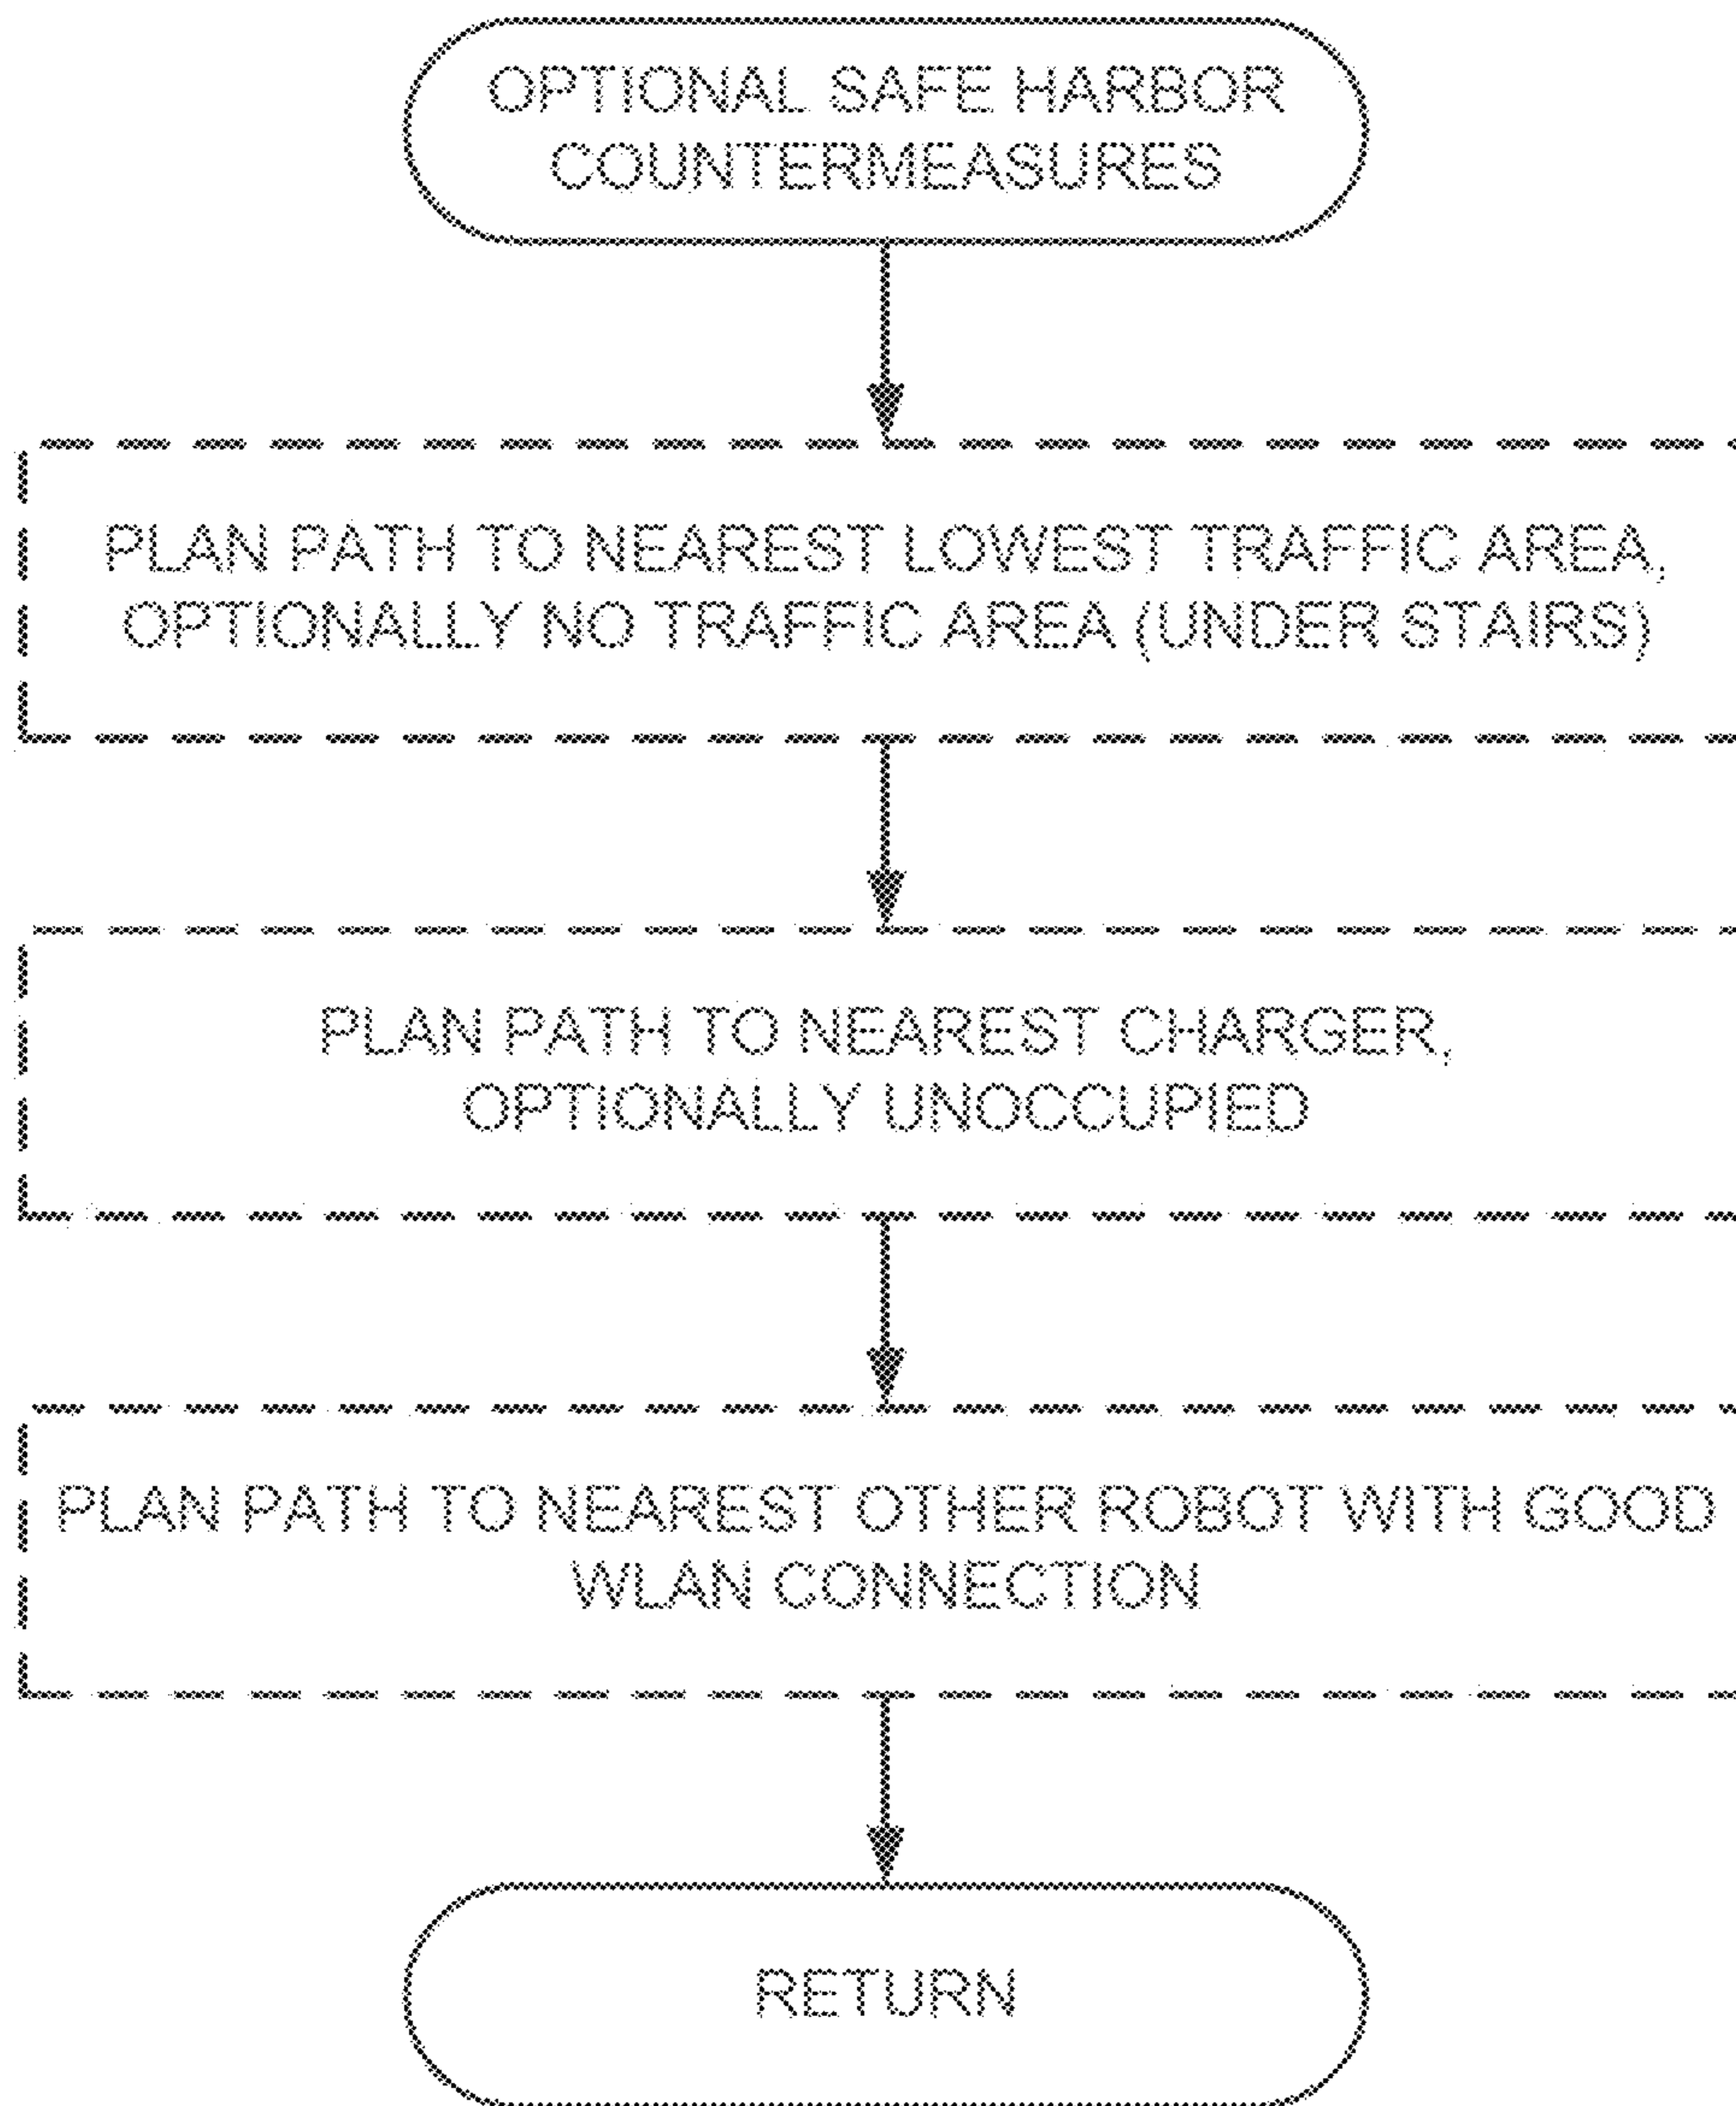 OPTIONAL SAFE HARBOR
COUNTERMEASURES
PLAN PATH TO NEAREST LOWEST TRAFFIC AREA,
OPTIONALLY NO TRAFFIC AREA (UNDER STAIRS)
PLAN PATH TO NEAREST CHARGER,
OPTIONALLY UNOCCUPIED
PLAN PATH TO NEAREST OTHER ROBOT WITH GOOD
WLAN CONNECTION
RETURN